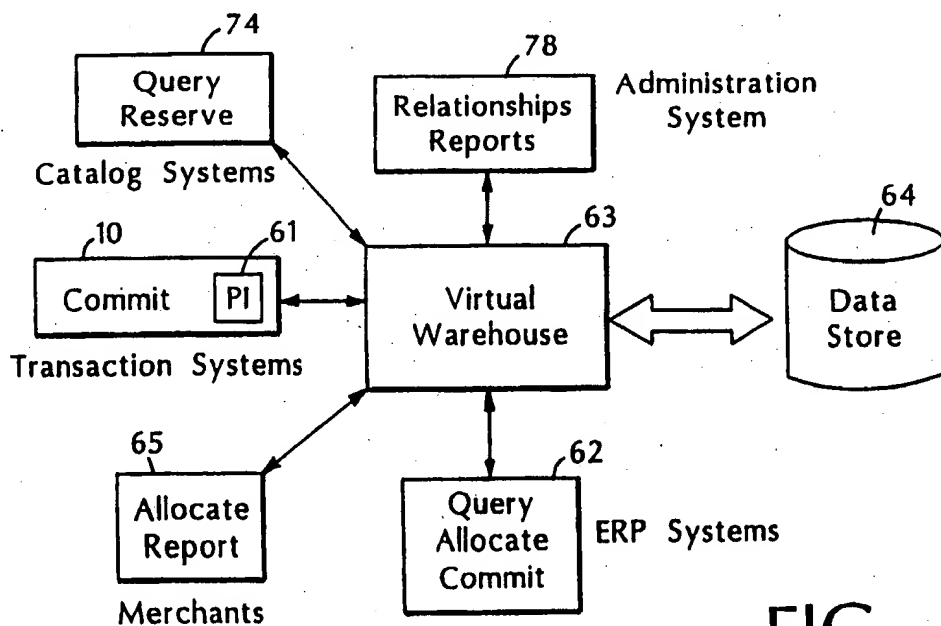 74
Query
Reserve
Catalog Systems
78
Relationships
Reports
Administration
System
10
61
Commit
PI
Transaction Systems
63
Virtual
Warehouse
64
Data
Store
65
Allocate
Report
Merchants
62
Query
Allocate
Commit
ERP Systems
FIG